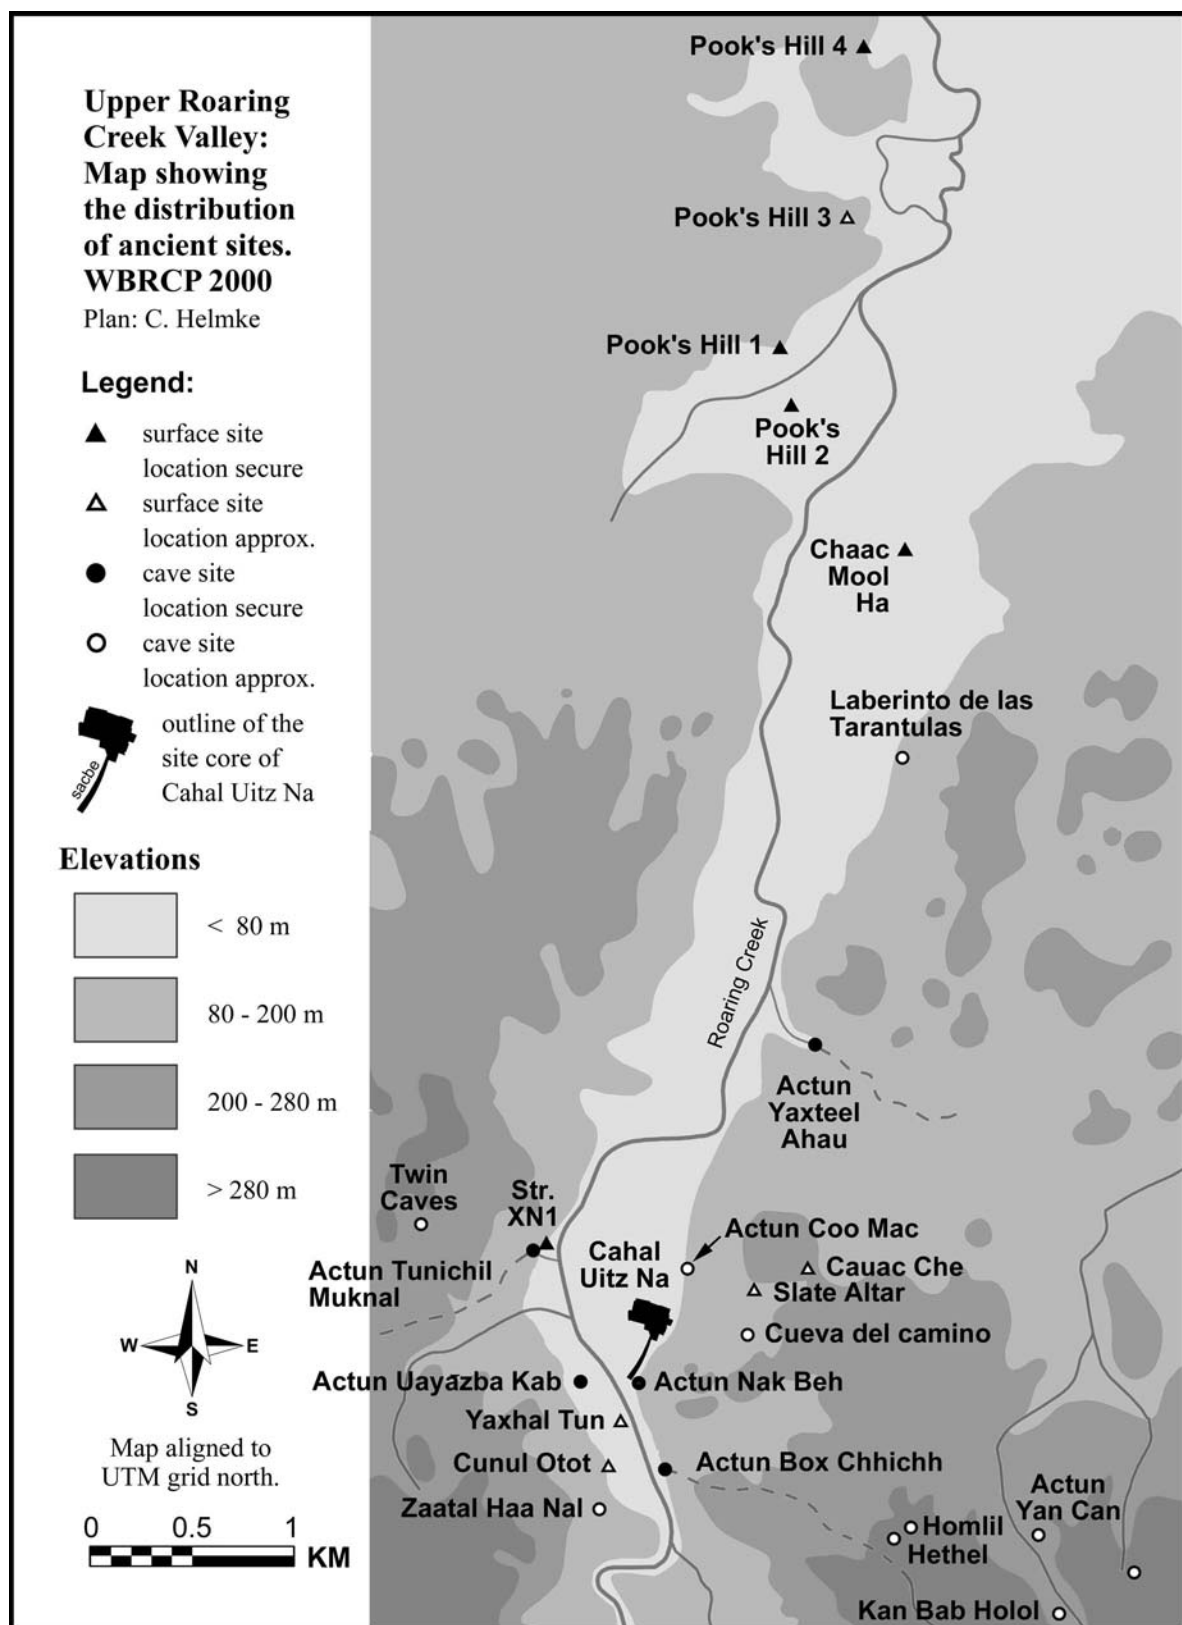 Upper Roaring
Creek Valley:
Map showing
the distribution
of ancient sites.
WBRCP 2000
Plan: C. Helmke
Legend:
surface site
location secure
surface site
location approx.
cave site
location secure
cave site
location approx.
sacbe
outline of the
site core of
Cahal Uitz Na
Elevations
< 80 m
80 - 200 m
200 - 280 m
> 280 m
N
W
E
S
Map aligned to
UTM grid north.
0
0.5
1
KM
Pook's Hill 4
Pook's Hill 3
Pook's Hill 1
Pook's
Hill 2
Chaac
Mool
Ha
Laberinto de las
Tarantulas
Roaring Creek
Actun
Yaxteel
Ahau
Twin
Caves
Str.
XN1
Actun Tunichil
Muknal
Cahal
Uitz Na
Actun Coo Mac
Cauac Che
Slate Altar
Cueva del camino
Actun Uayazba Kab
Actun Nak Beh
Yaxhal Tun
Cunul Otot
Actun Box Chhichh
Zaatal Haa Nal
Homlil
Hethel
Actun
Yan Can
Kan Bab Holol